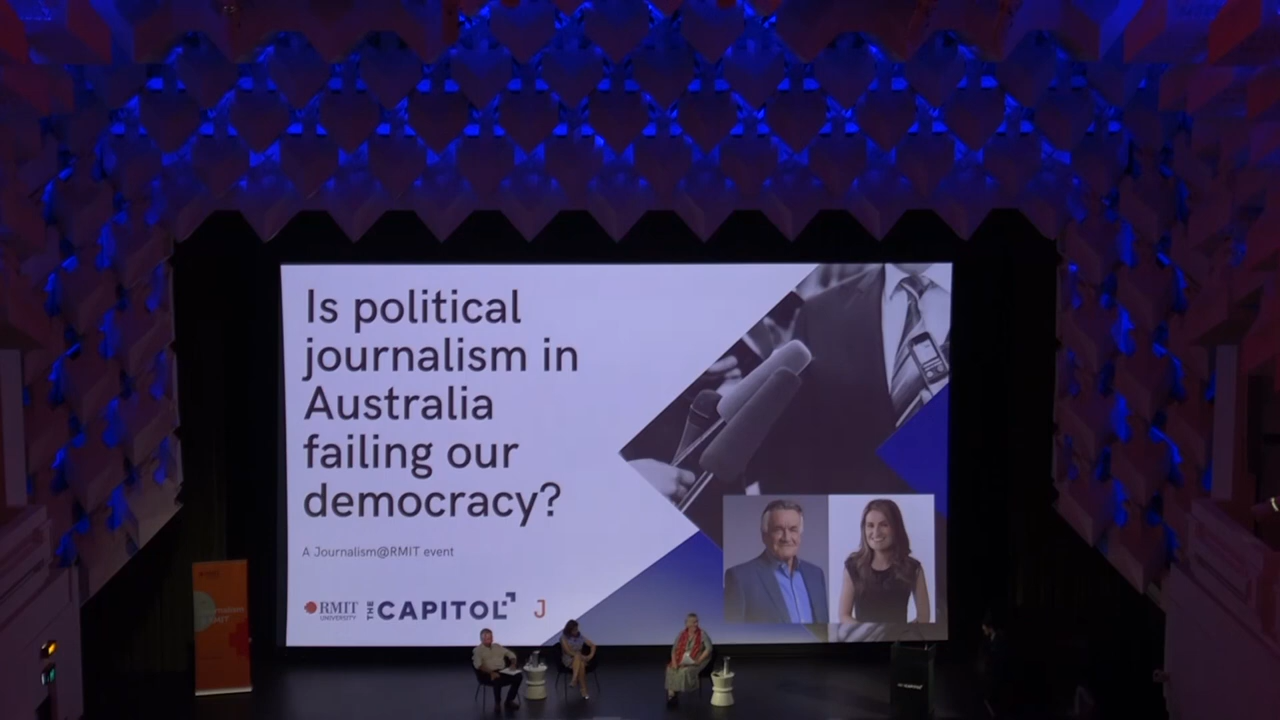 Is political
journalism in
Australia
failing our
democracy?
A Journalism@RMIT event
RMIT
UNIVERSITY
THE CAPITOL
J